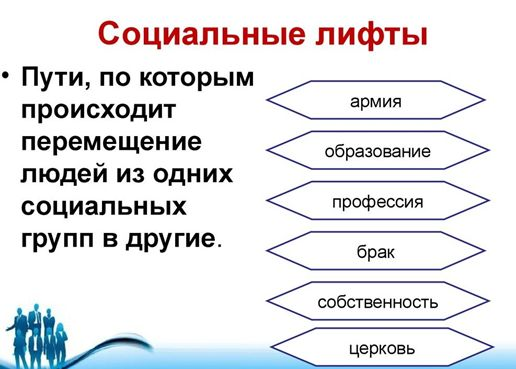 Социальные лифты
• Пути, по которым
происходит
перемещение
людей из одних
социальных
групп в другие.
армия
образование
профессия
брак
собственность
церковь